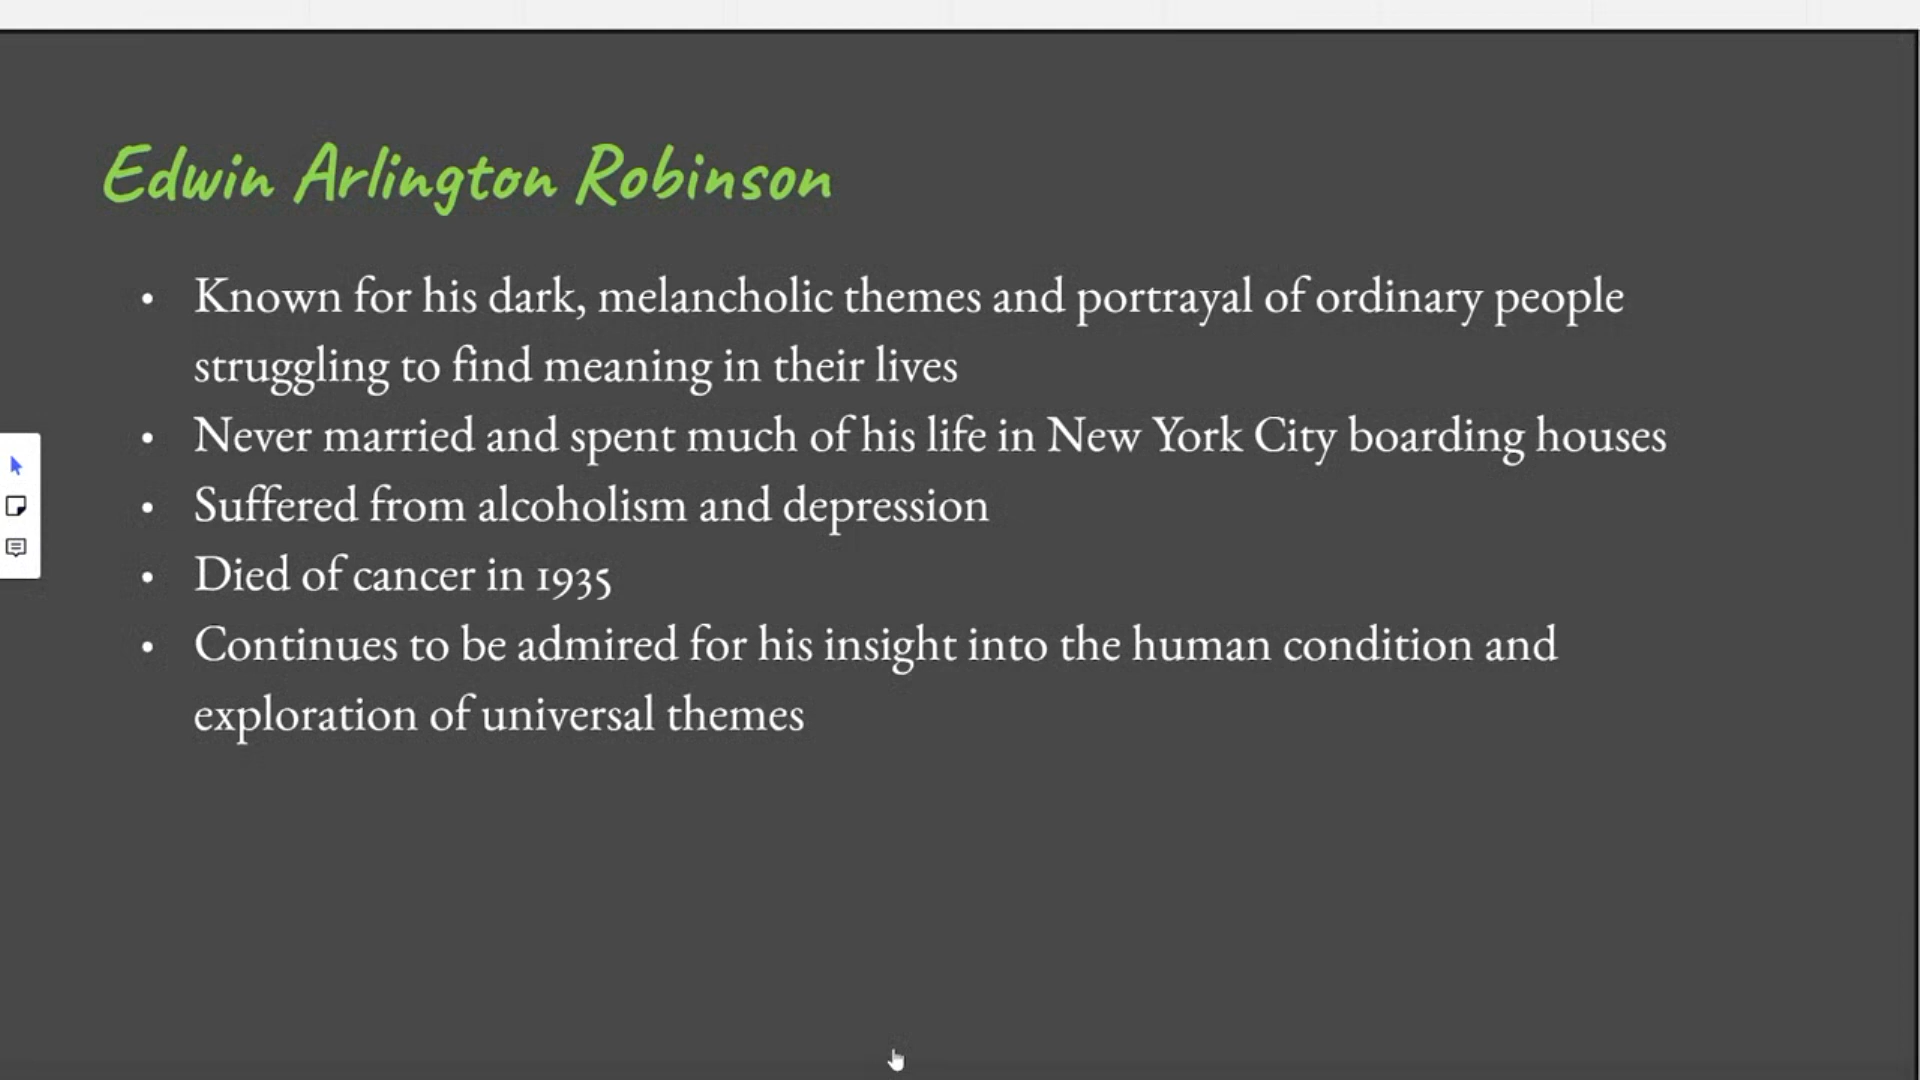 Edwin Arlington Robinson
• Known for his dark, melancholic themes and portrayal of ordinary people
struggling to find meaning in their lives
• Never married and spent much of his life in New York City boarding houses
• Suffered from alcoholism and depression
• Died of cancer in 1935
• Continues to be admired for his insight into the human condition and
exploration of universal themes